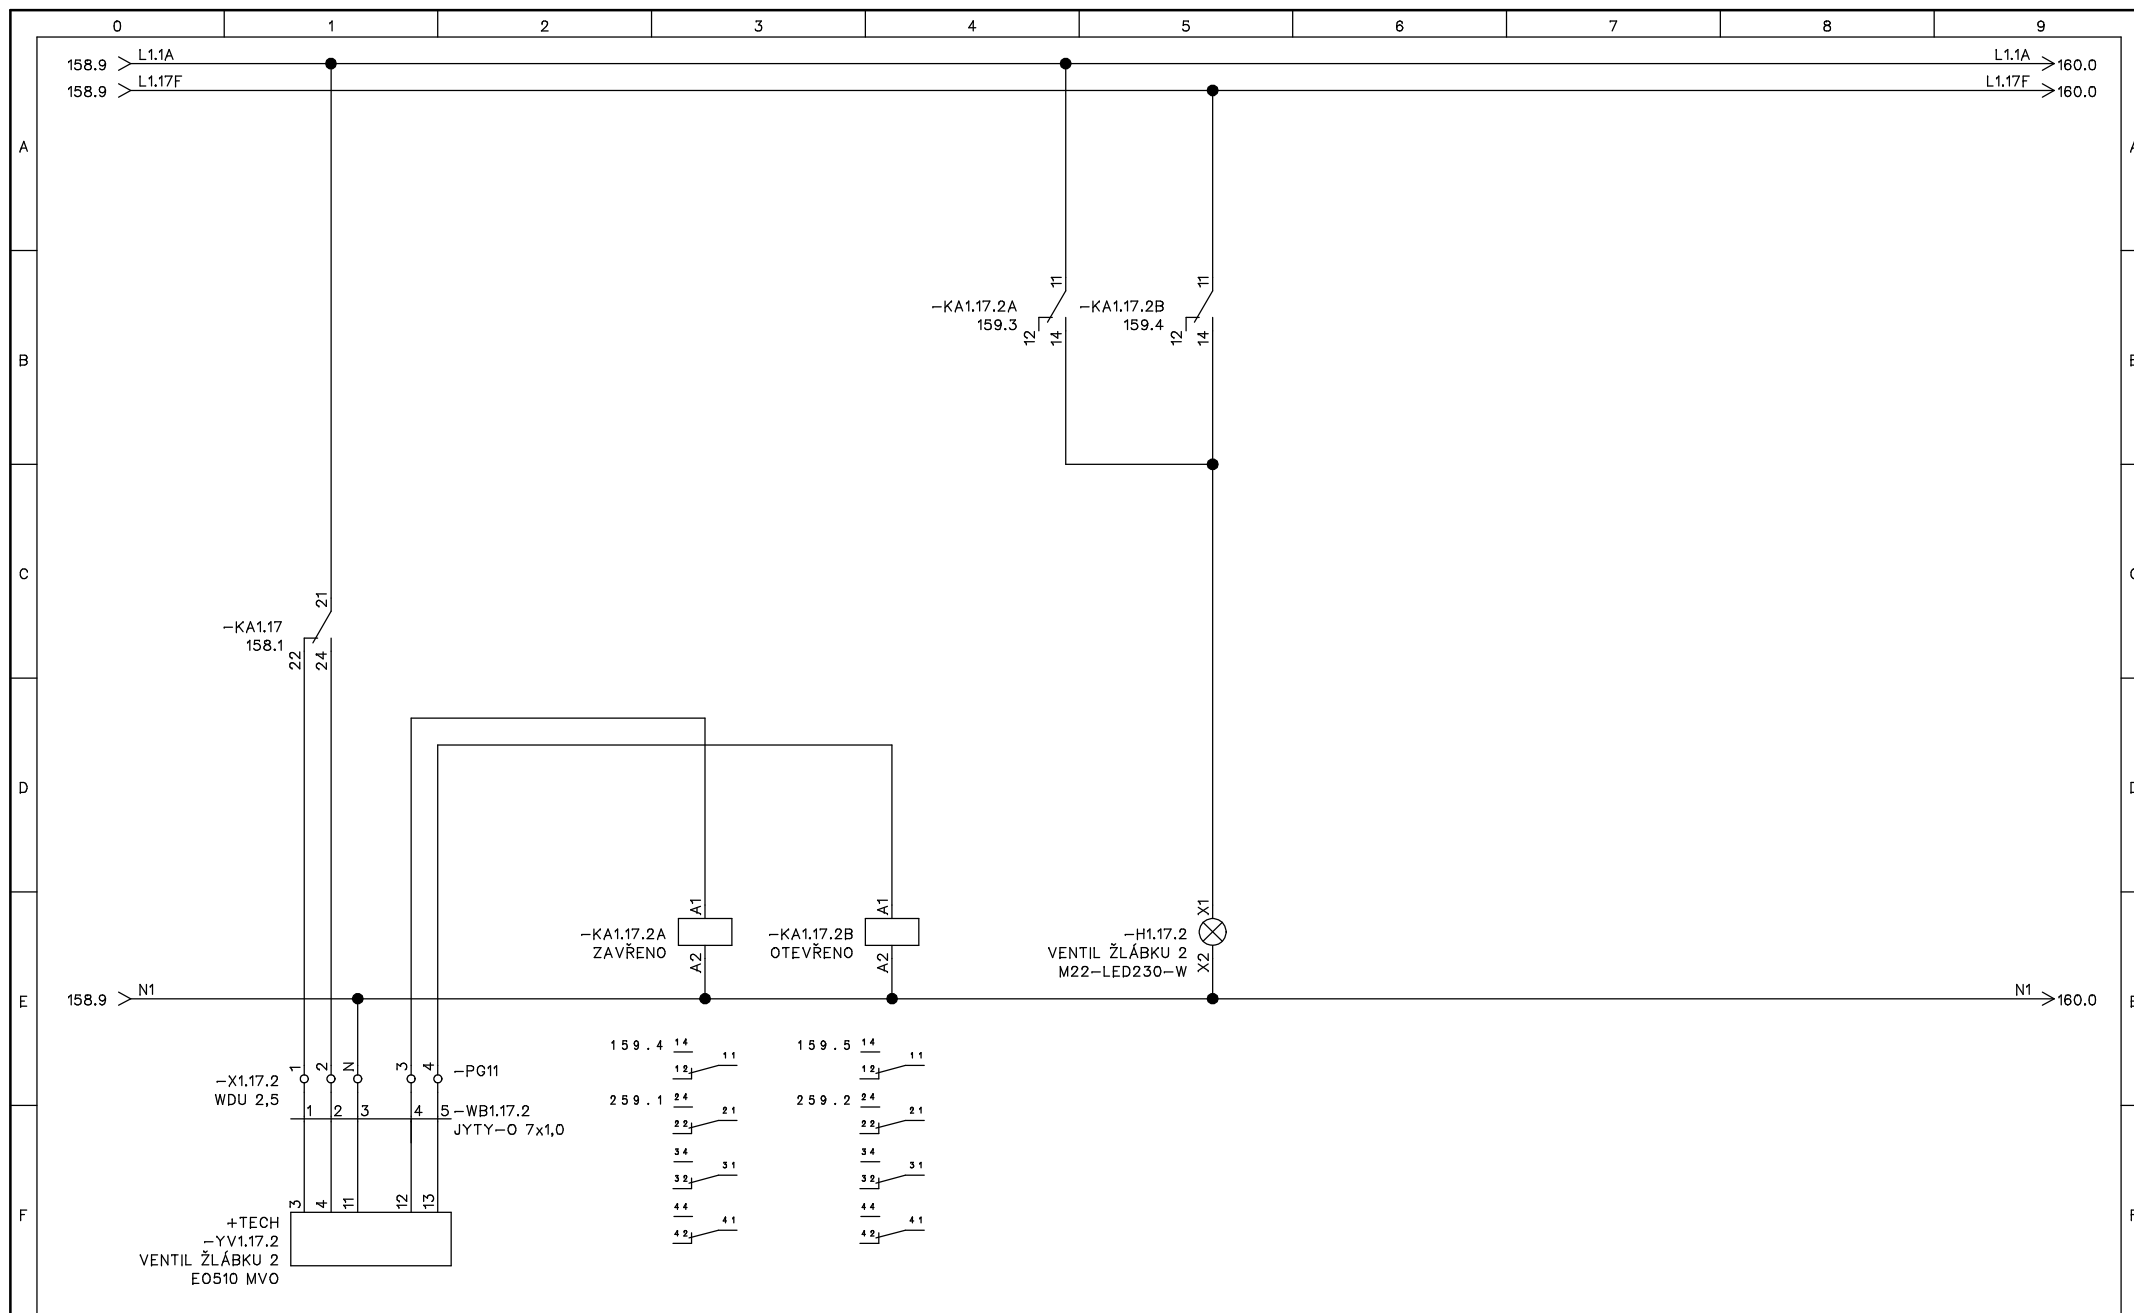 0 1 2 3 4 5 6 7 8 9
158.9 L1.1A L1.1A 160.0
158.9 L1.17F L1.17F 160.0
A
11 11
-KA1.17.2A -KA1.17.2B
159.3 159.4
12 14 12 14
B
C
21
-KA1.17
158.1
22 24
D
A1 A1 X1
-KA1.17.2A -KA1.17.2B -H1.17.2
ZAVŘENO OTEVŘENO VENTIL ŽLÁBKU 2
A2 A2 M22-LED230-W X2
E 158.9 N1 N1 160.0
159.4 14 159.5 14
11 11
12 12
1 2 N 3 4 -PG11
-X1.17.2
WDU 2,5
259.1 24 259.2 24
1 2 3 4 5 -WB1.17.2
21 21
22 22
JYTY-O 7x1,0
34 34
31 31
32 32
3 4 11 12 13
44 44
F
41 41
42 42
+TECH
-YV1.17.2
VENTIL ŽLÁBKU 2
EO510 MVO